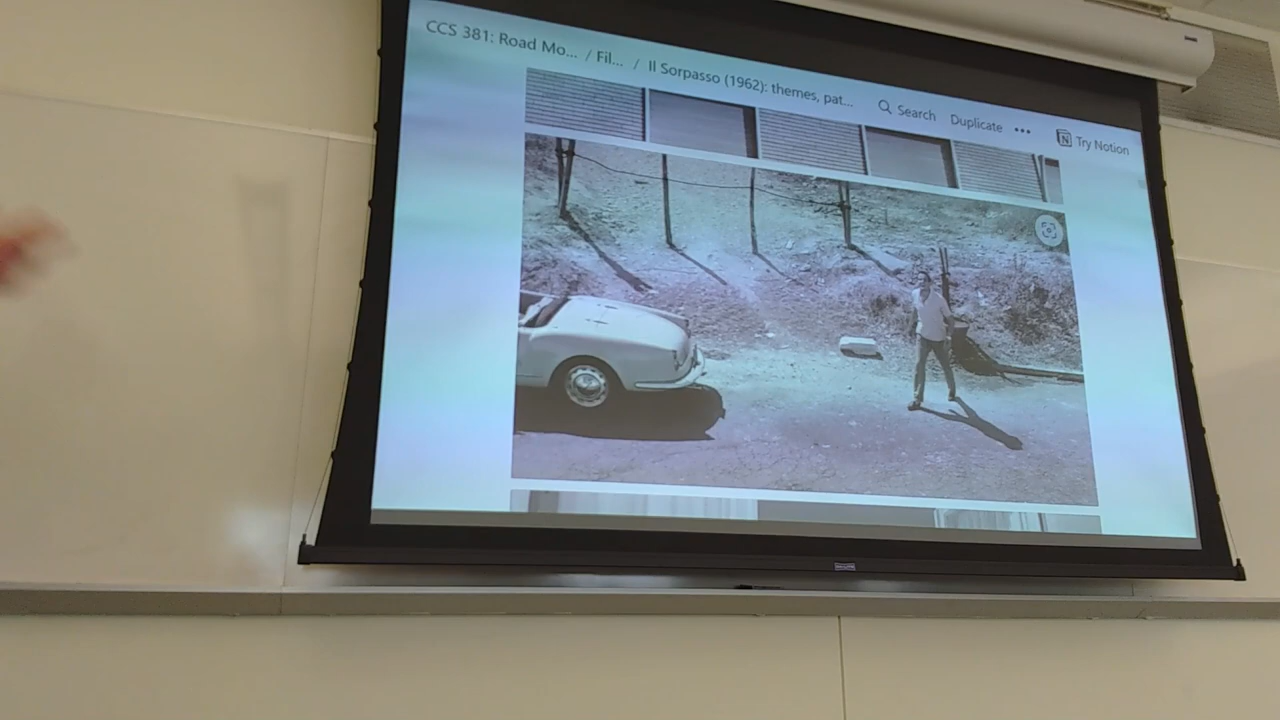 CCS 381: Road Mo... / Fil... / Il Sorpasso (1962): themes, pat... Search Duplicate ••• Try Notion